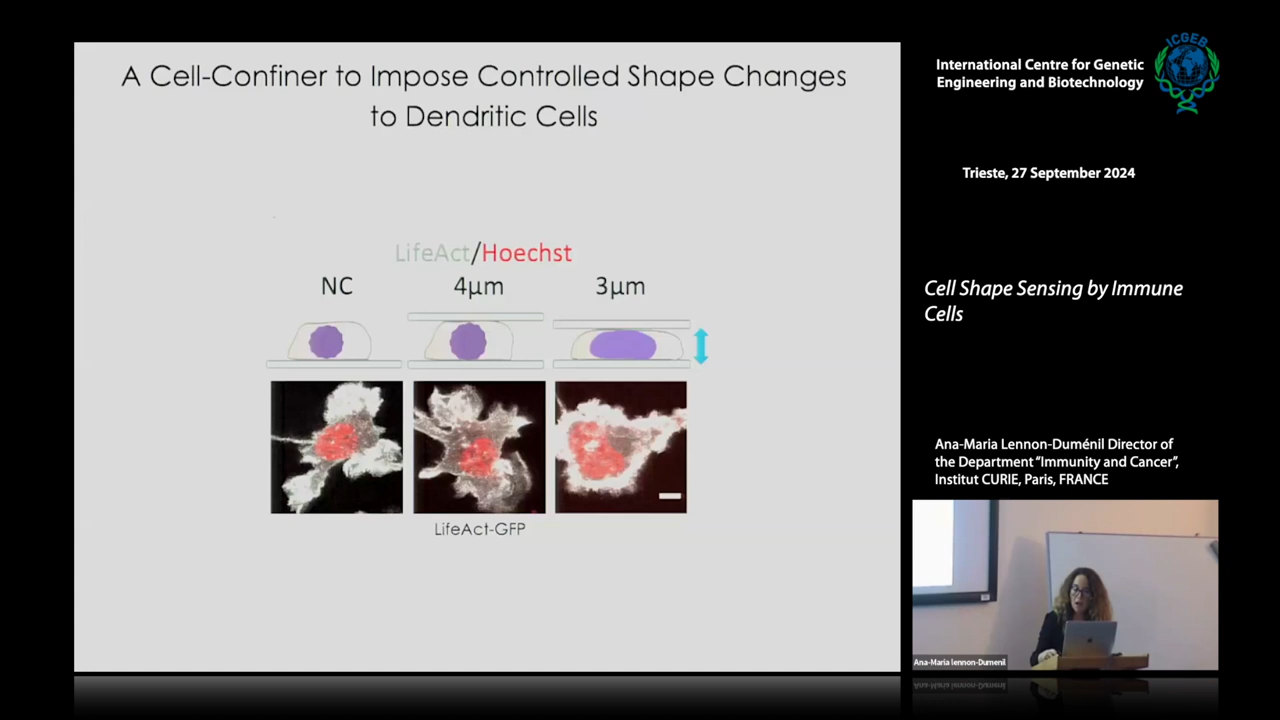 A Cell-Confiner to Impose Controlled Shape Changes
to Dendritic Cells
LifeAct/Hoechst
NC
4μm
3μm
LifeAct-GFP
International Centre for Genetic
Engineering and Biotechnology
ICGEB
Trieste, 27 September 2024
Cell Shape Sensing by Immune
Cells
Ana-Maria Lennon-Duménil Director of
the Department “Immunity and Cancer”,
Institut CURIE, Paris, FRANCE
Ana-Maria lennon-Dumenil